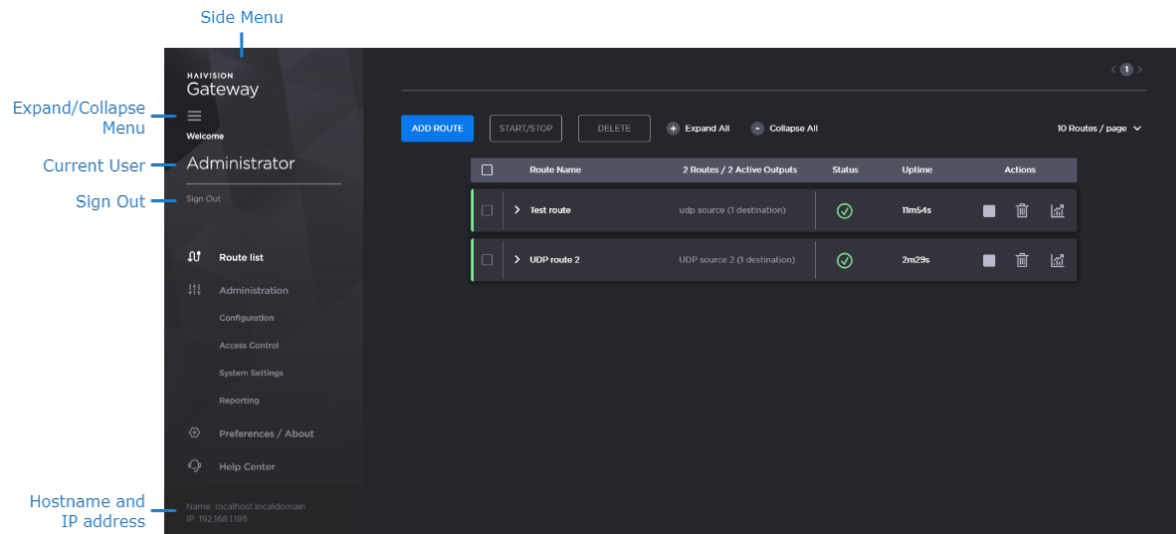 Side Menu
HAIVISION
Gateway
Expand/Collapse
Menu
Welcome
Current User
Administrator
Sign Out
Sign Out
Route list
Administration
Configuration
Access Control
System Settings
Reporting
Preferences / About
Help Center
Hostname and
IP address
Name: localhost.localdomain
IP: 192.168.1.195
< 1 >
ADD ROUTE START/STOP DELETE + Expand All - Collapse All 10 Routes / page
Route Name 2 Routes / 2 Active Outputs Status Uptime Actions
Test route udp source (1 destination) 11m54s
UDP route 2 UDP source 2 (1 destination) 2m29s